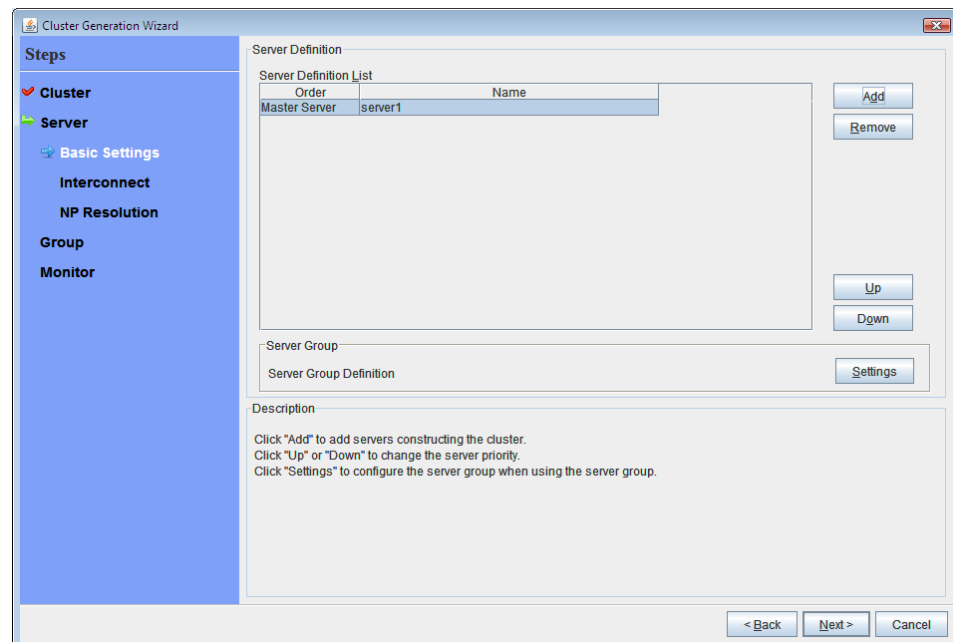 Cluster Generation Wizard
Steps
Cluster
Server
Basic Settings
Interconnect
NP Resolution
Group
Monitor
Server Definition
Server Definition List
Order Name
Master Server server1
Add
Remove
Up
Down
Server Group
Server Group Definition
Settings
Description
Click "Add" to add servers constructing the cluster.
Click "Up" or "Down" to change the server priority.
Click "Settings" to configure the server group when using the server group.
< Back Next > Cancel